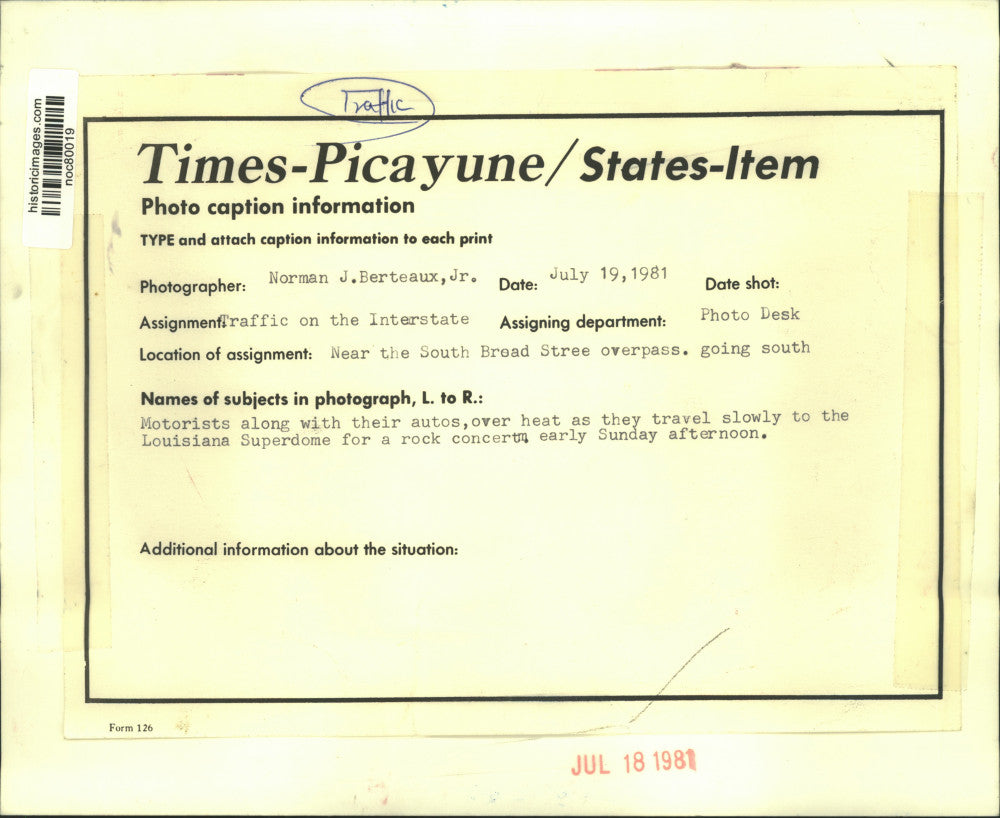 Traffic
historicimages.com
noc80019
Times-Picayune/States-Item
Photo caption information
TYPE and attach caption information to each print
Photographer: Norman J.Berteaux,Jr. Date: July 19,1981 Date shot:
Assignment: Traffic on the Interstate Assigning department: Photo Desk
Location of assignment: Near the South Broad Stree overpass. going south
Names of subjects in photograph, L. to R.:
Motorists along with their autos,over heat as they travel slowly to the
Louisiana Superdome for a rock concert, early Sunday afternoon.
Additional information about the situation:
Form 126
JUL 18 1981